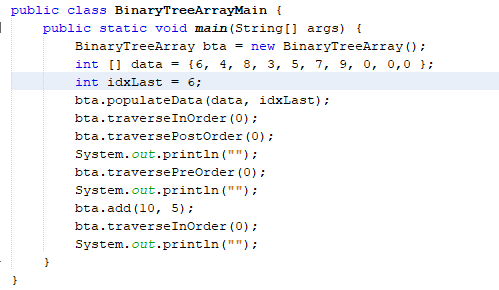 public class BinaryTreeArrayMain {
public static void main(String[] args) {
BinaryTreeArray bta = new BinaryTreeArray();
int [] data = {6, 4, 8, 3, 5, 7, 9, 0, 0,0 };
int idxLast = 6;
bta.populateData(data, idxLast);
bta.traverseInOrder(0);
bta.traversePostOrder(0);
System.out.println("");
bta.traversePreOrder(0);
System.out.println("");
bta.add(10, 5);
bta.traverseInOrder(0);
System.out.println("");
}
}